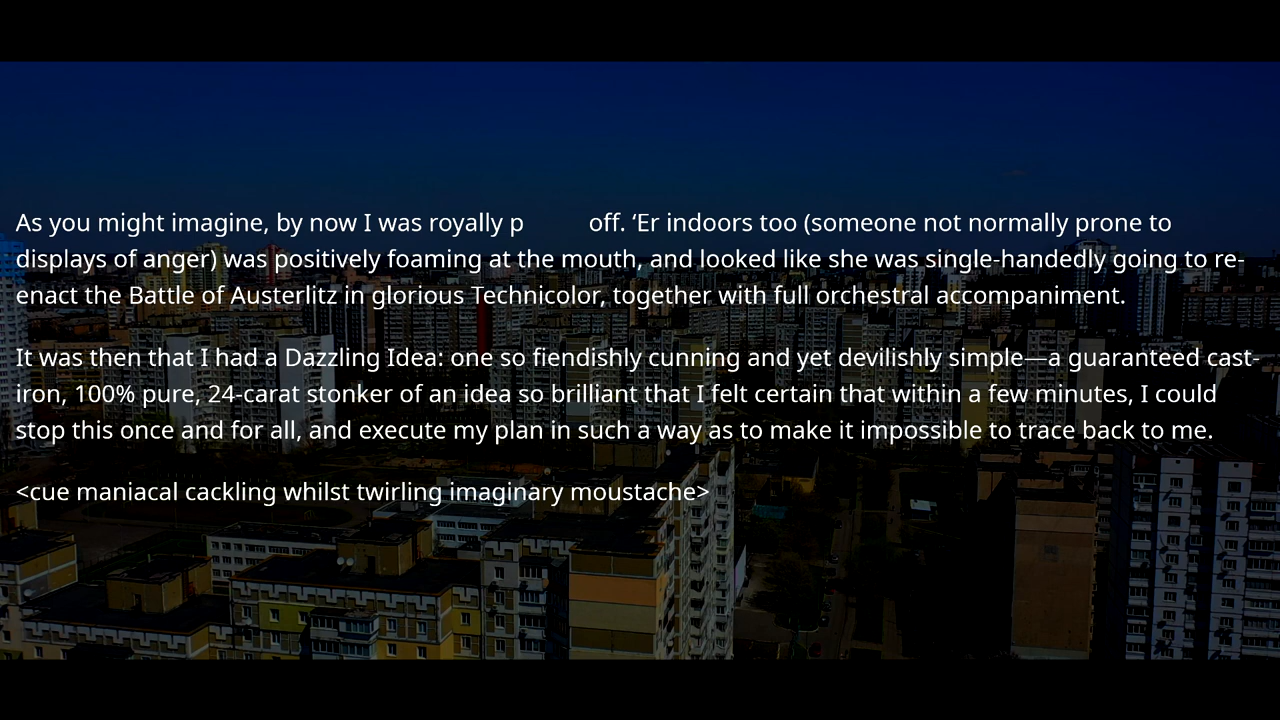 As you might imagine, by now I was royally p off. ‘Er indoors too (someone not normally prone to
displays of anger) was positively foaming at the mouth, and looked like she was single-handedly going to re-
enact the Battle of Austerlitz in glorious Technicolor, together with full orchestral accompaniment.
It was then that I had a Dazzling Idea: one so fiendishly cunning and yet devilishly simple—a guaranteed cast-
iron, 100% pure, 24-carat stonker of an idea so brilliant that I felt certain that within a few minutes, I could
stop this once and for all, and execute my plan in such a way as to make it impossible to trace back to me.
<cue maniacal cackling whilst twirling imaginary moustache>